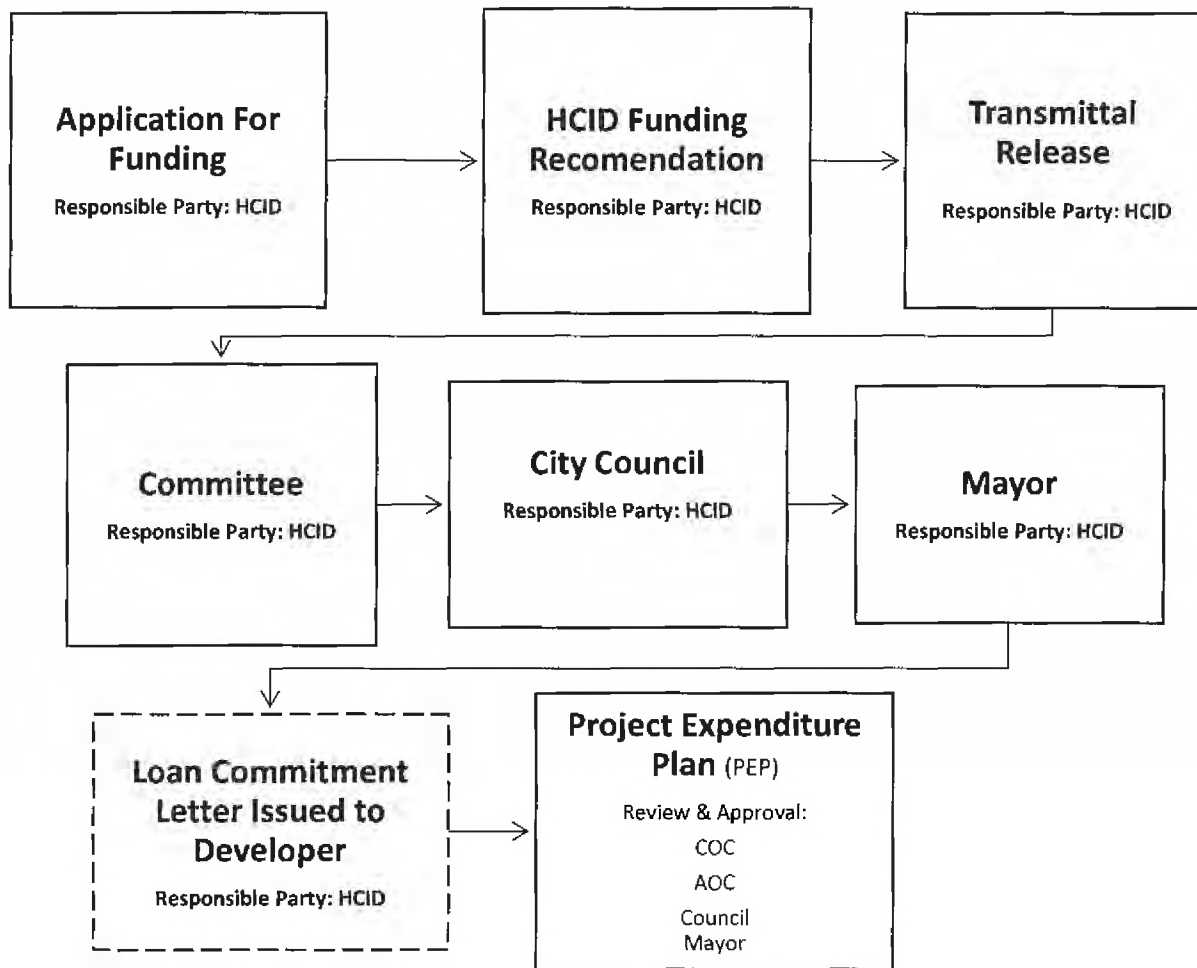 Application For
Funding
Responsible Party: HCID
HCID Funding
Recomendation
Responsible Party: HCID
Transmittal
Release
Responsible Party: HCID
Committee
Responsible Party: HCID
City Council
Responsible Party: HCID
Mayor
Responsible Party: HCID
Loan Commitment
Letter Issued to
Developer
Responsible Party: HCID
Project Expenditure
Plan (PEP)
Review & Approval:
COC
AOC
Council
Mayor